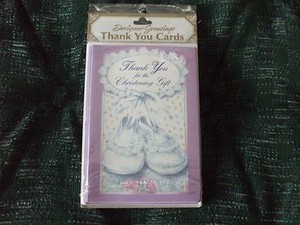 Designer Greetings
Thank You Cards
Thank You
for the
Christening Gift